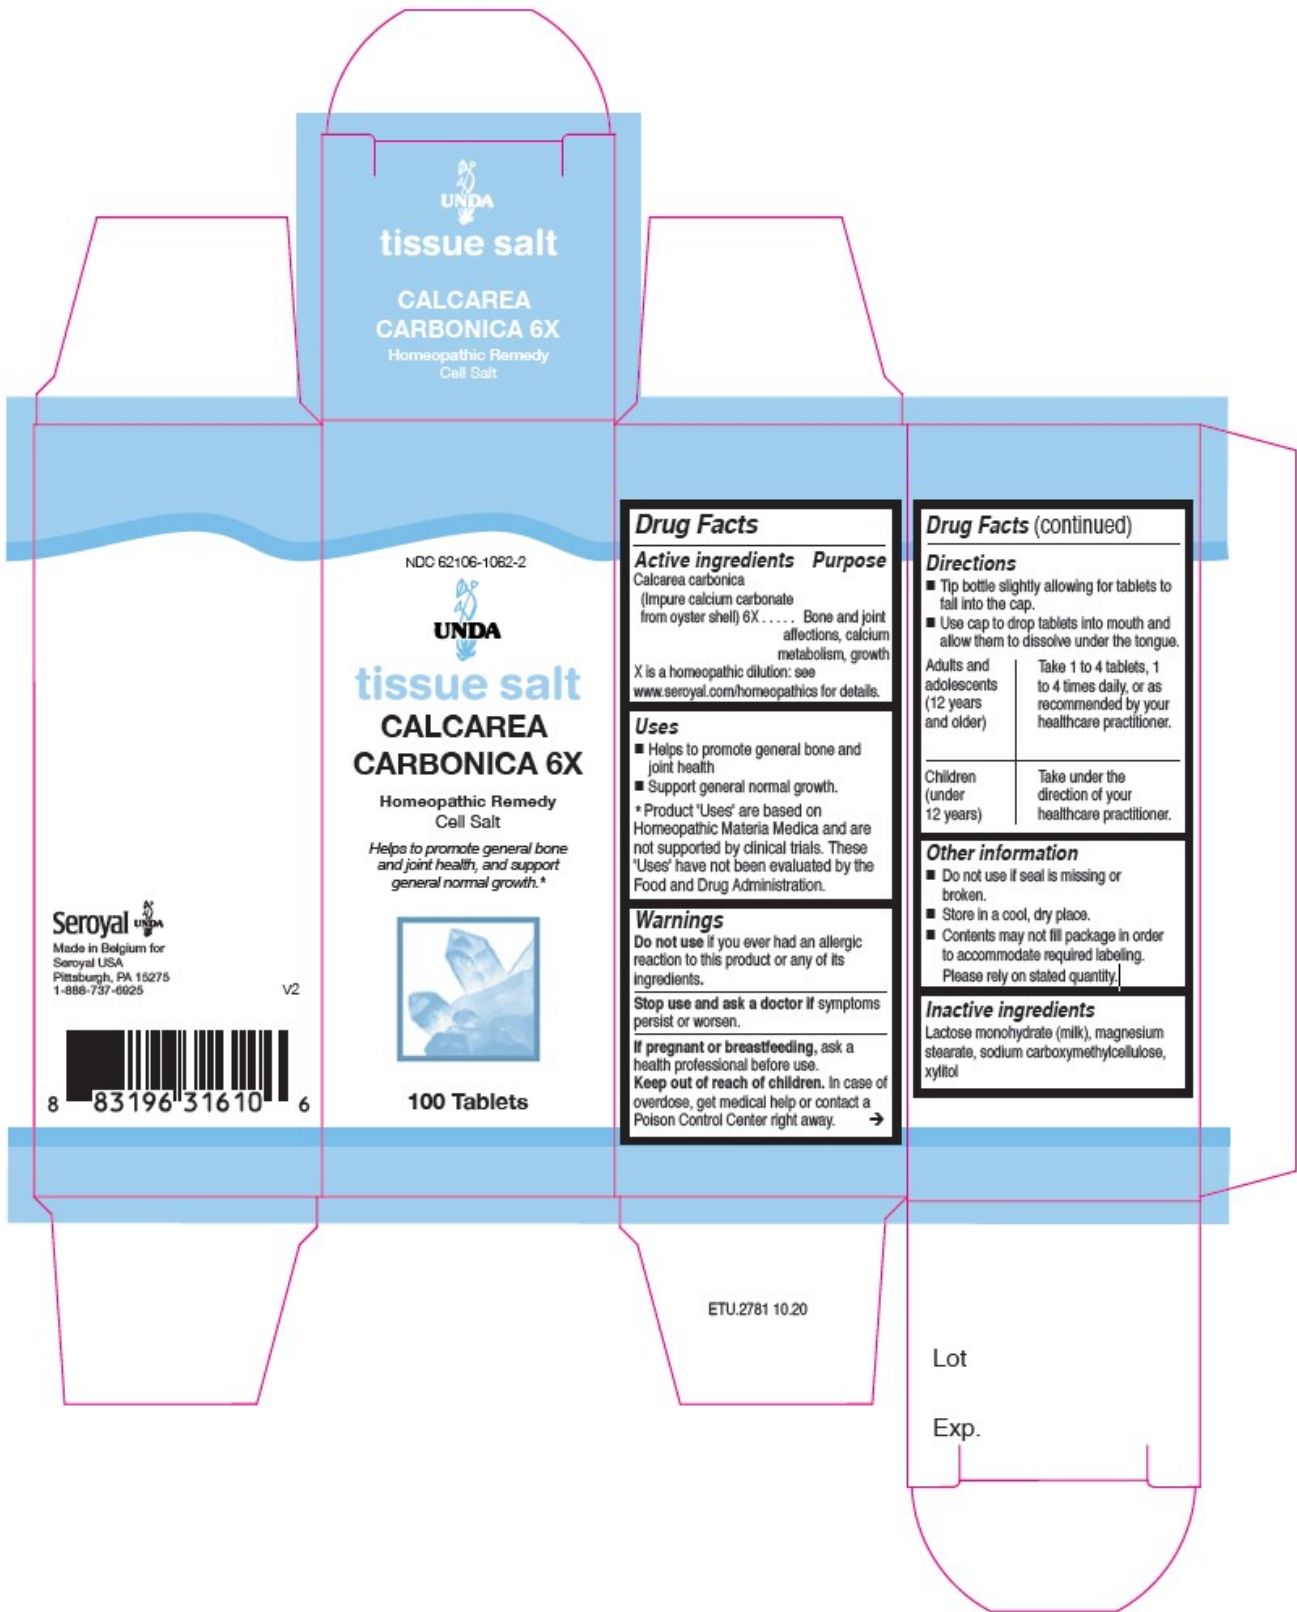 UNDA
tissue salt
CALCAREA
CARBONICA 6X
Homeopathic Remedy
Cell Salt
Seroyal UNDA
Made in Belgium for
Seroyal USA
Pittsburgh, PA 15275
1-888-737-6925
V2
8 83196 31610 6
NDC 62106-1062-2
UNDA
tissue salt
CALCAREA
CARBONICA 6X
Homeopathic Remedy
Cell Salt
Helps to promote general bone
and joint health, and support
general normal growth.*
100 Tablets
Drug Facts
Active ingredients Purpose
Calcarea carbonica
(Impure calcium carbonate
from oyster shell) 6X . . . . . Bone and joint
affections, calcium
metabolism, growth
X is a homeopathic dilution: see
www.seroyal.com/homeopathics for details.
Uses
■ Helps to promote general bone and
joint health
■ Support general normal growth.
* Product 'Uses' are based on
Homeopathic Materia Medica and are
not supported by clinical trials. These
'Uses' have not been evaluated by the
Food and Drug Administration.
Warnings
Do not use if you ever had an allergic
reaction to this product or any of its
ingredients.
Stop use and ask a doctor if symptoms
persist or worsen.
If pregnant or breastfeeding, ask a
health professional before use.
Keep out of reach of children. In case of
overdose, get medical help or contact a
Poison Control Center right away. →
Drug Facts (continued)
Directions
■ Tip bottle slightly allowing for tablets to
fall into the cap.
■ Use cap to drop tablets into mouth and
allow them to dissolve under the tongue.
Adults and
adolescents
(12 years
and older)
Take 1 to 4 tablets, 1
to 4 times daily, or as
recommended by your
healthcare practitioner.
Children
(under
12 years)
Take under the
direction of your
healthcare practitioner.
Other information
■ Do not use if seal is missing or
broken.
■ Store in a cool, dry place.
■ Contents may not fill package in order
to accommodate required labeling.
Please rely on stated quantity.
Inactive ingredients
Lactose monohydrate (milk), magnesium
stearate, sodium carboxymethylcellulose,
xylitol
ETU.2781 10.20
Lot
Exp.